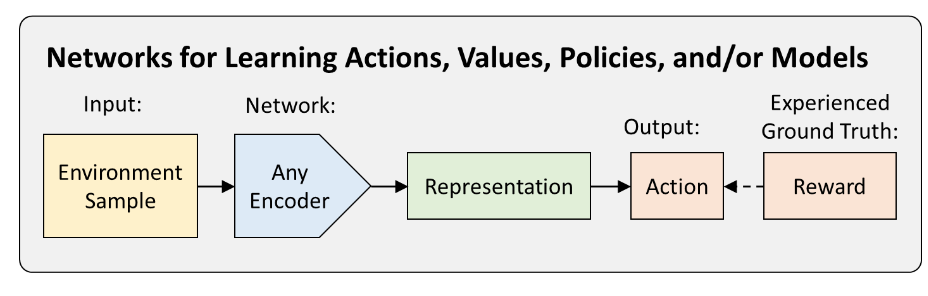 Networks for Learning Actions, Values, Policies, and/or Models
Input:
Network:
Output:
Experienced
Ground Truth:
Environment
Sample
Any
Encoder
Representation
Action
Reward